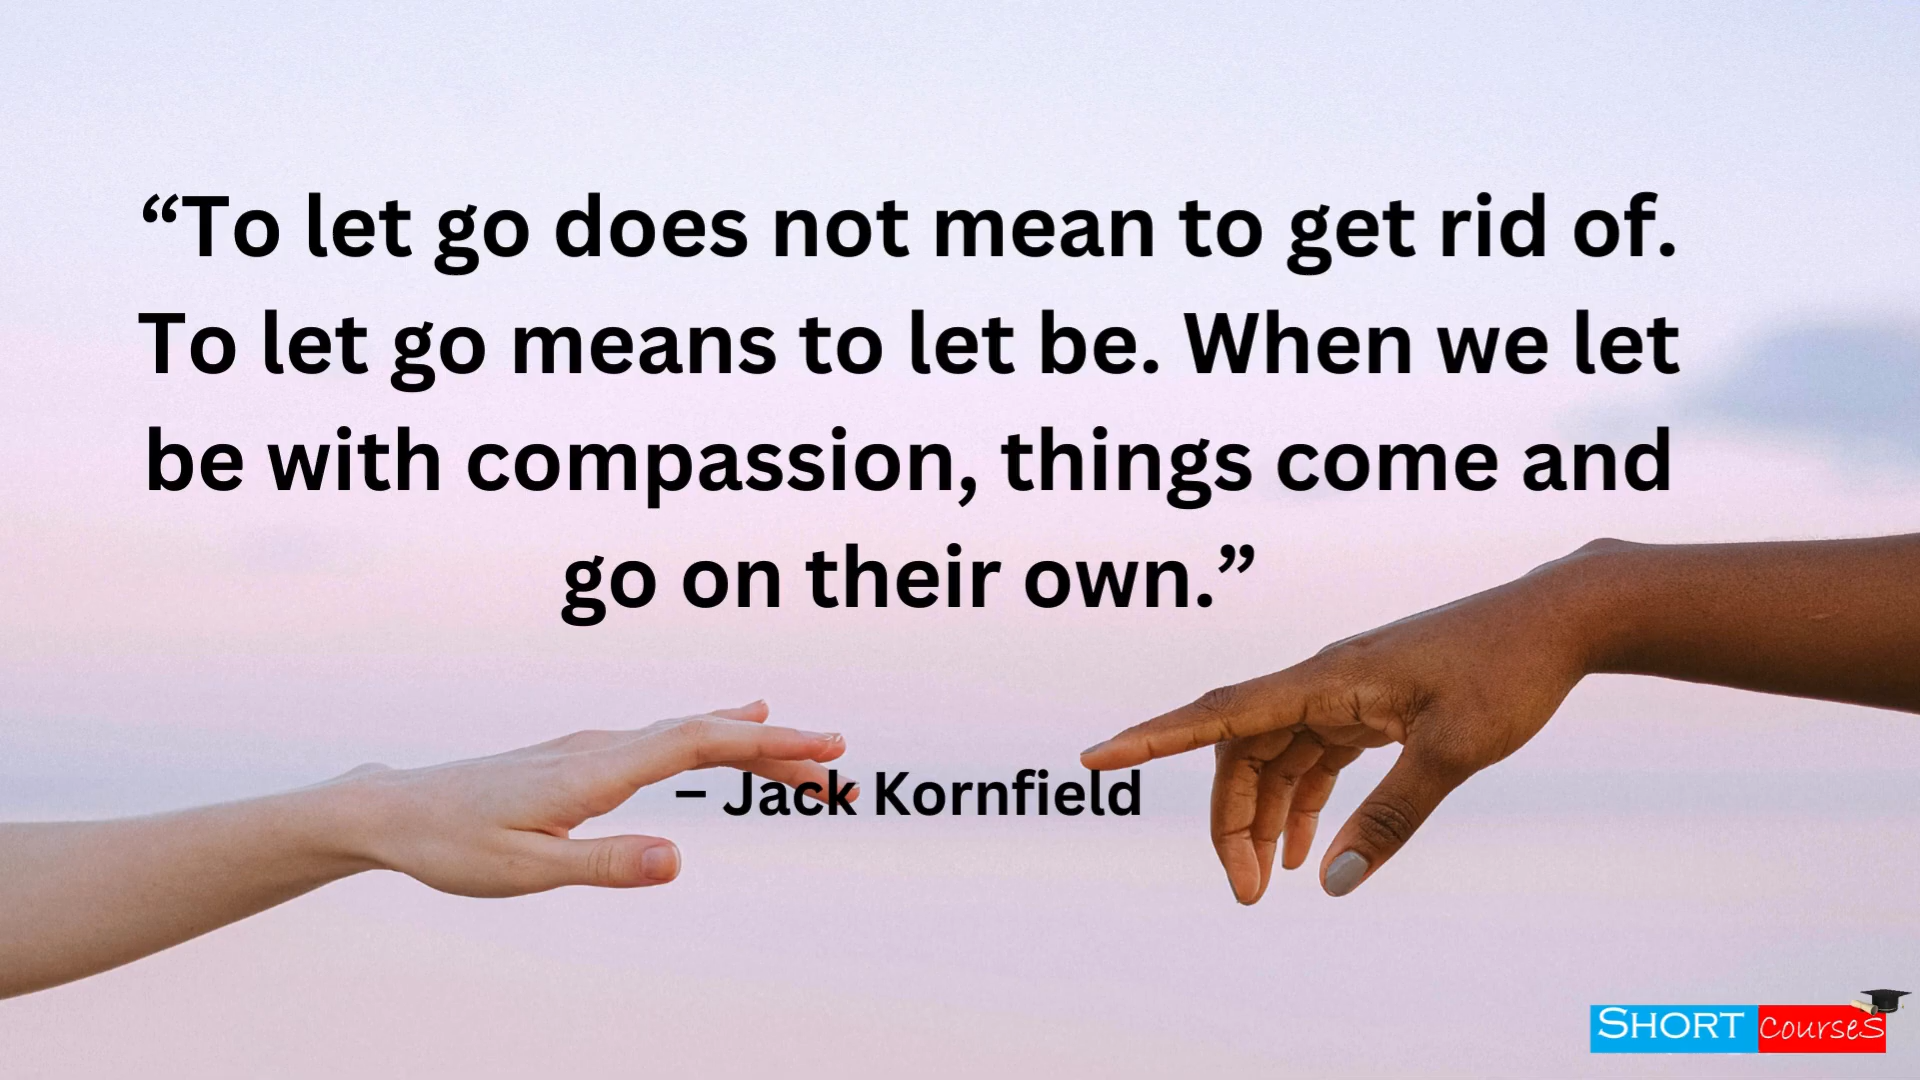 “To let go does not mean to get rid of.
To let go means to let be. When we let
be with compassion, things come and
go on their own.”
– Jack Kornfield
SHORT CourseS